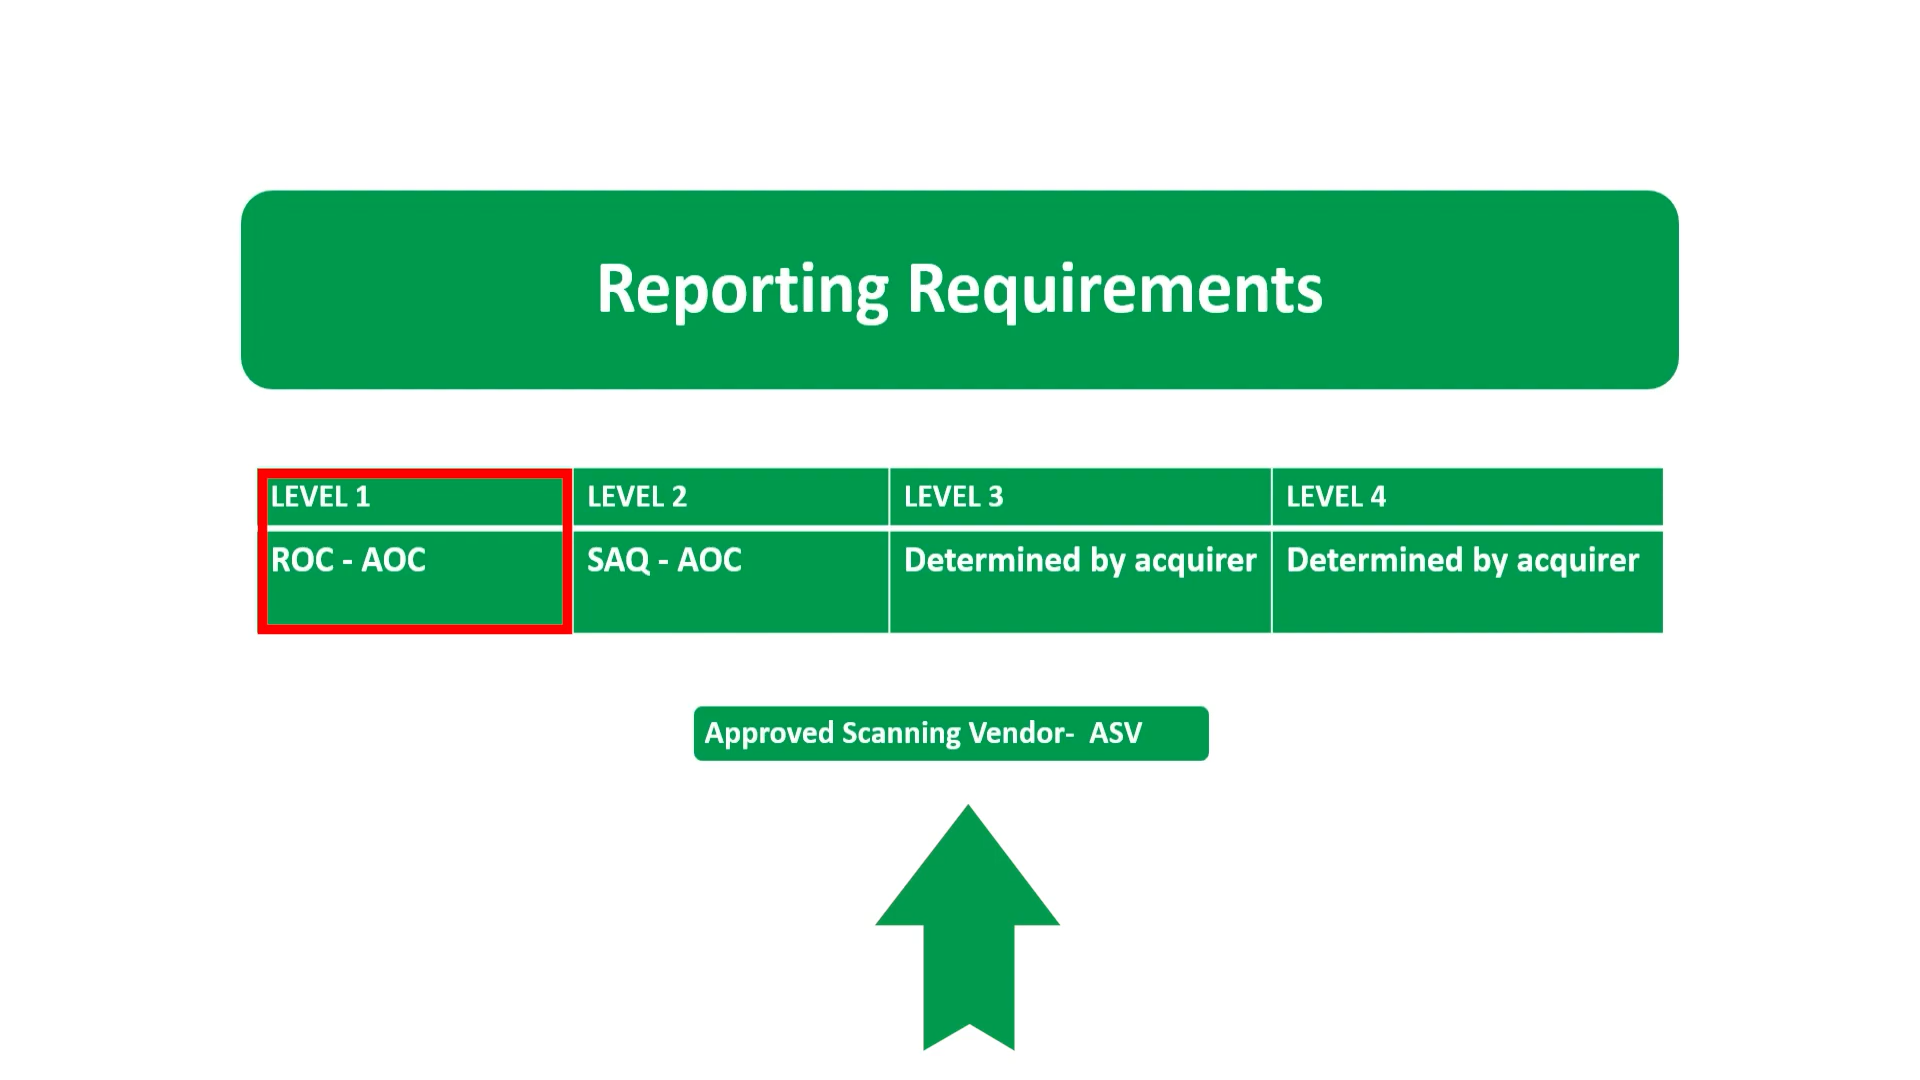 Reporting Requirements
LEVEL 1 LEVEL 2 LEVEL 3 LEVEL 4
ROC - AOC SAQ - AOC Determined by acquirer Determined by acquirer
Approved Scanning Vendor-  ASV